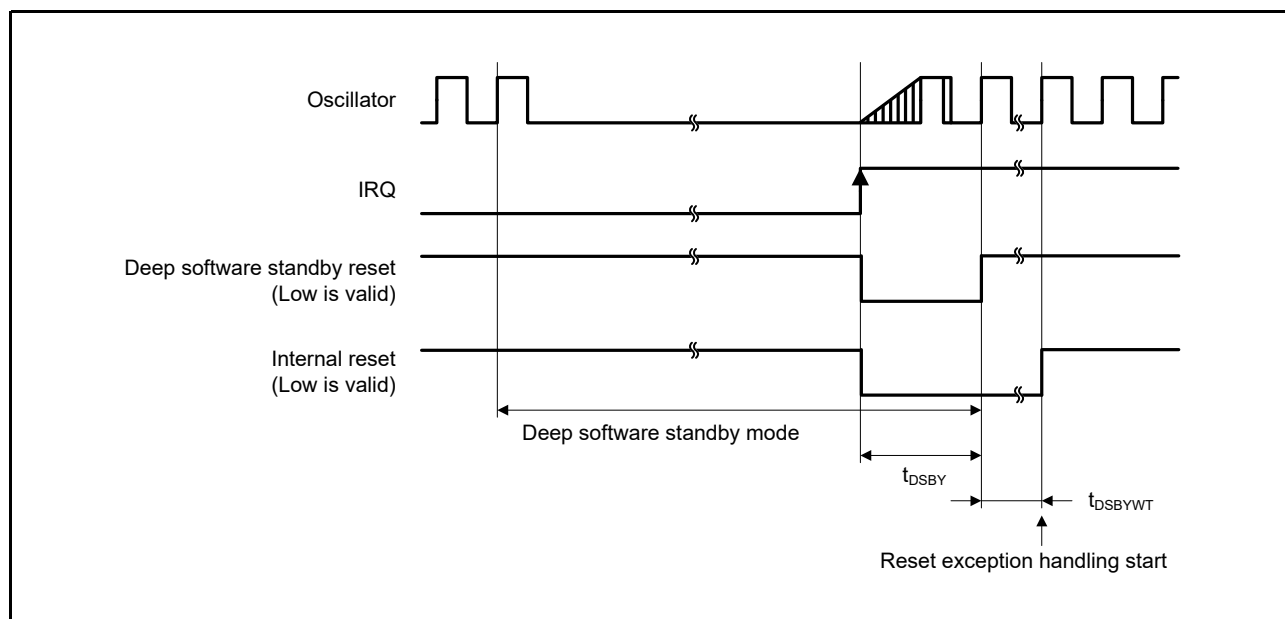 Oscillator
IRQ
Deep software standby reset
(Low is valid)
Internal reset
(Low is valid)
Deep software standby mode
tDSBY
tDSBYWT
Reset exception handling start